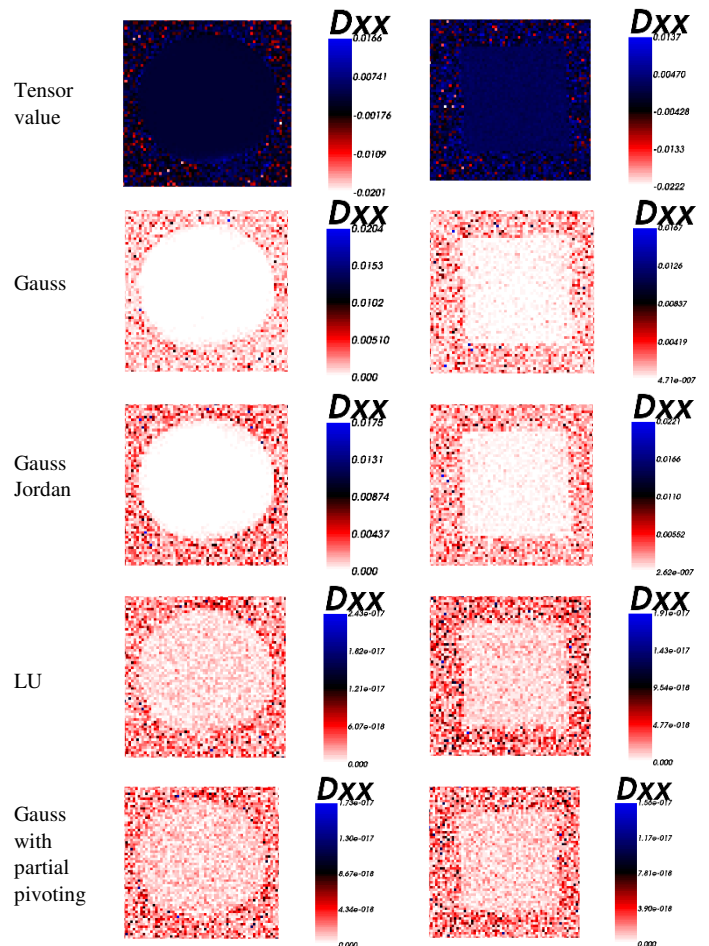 Dxx
0.0166
0.00741
-0.00176
-0.0109
-0.0201
Dxx
0.0137
0.00470
-0.00428
-0.0133
-0.0222
Tensor
value
Dxx
0.0204
0.0153
0.0102
0.00510
0.000
Dxx
0.0167
0.0126
0.00837
0.00419
4.71e-007
Gauss
Dxx
0.0175
0.0131
0.00874
0.00437
0.000
Dxx
0.0221
0.0166
0.0110
0.00552
2.62e-007
Gauss
Jordan
Dxx
2.43e-017
1.82e-017
1.21e-017
6.07e-018
0.000
Dxx
1.91e-017
1.43e-017
9.54e-018
4.77e-018
0.000
LU
Dxx
1.73e-017
1.30e-017
8.67e-018
4.34e-018
0.000
Dxx
1.56e-017
1.17e-017
7.81e-018
3.90e-018
0.000
Gauss
with
partial
pivoting